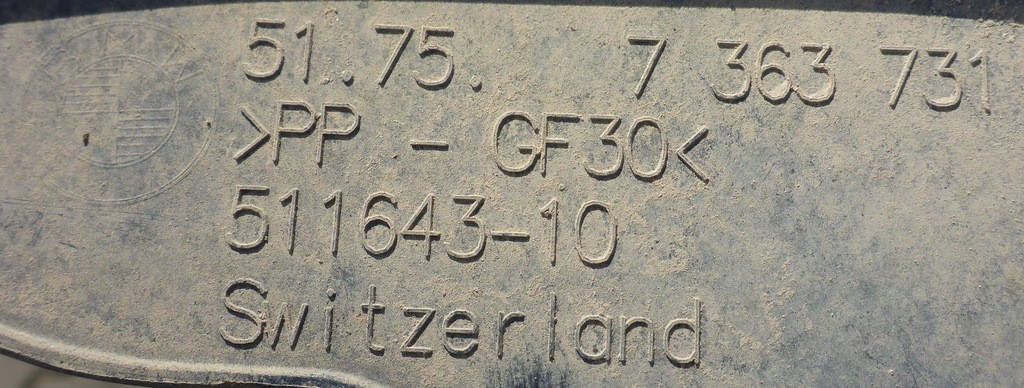 51.75. 7 363 731
>PP - GF30<
511643-10
Switzerland